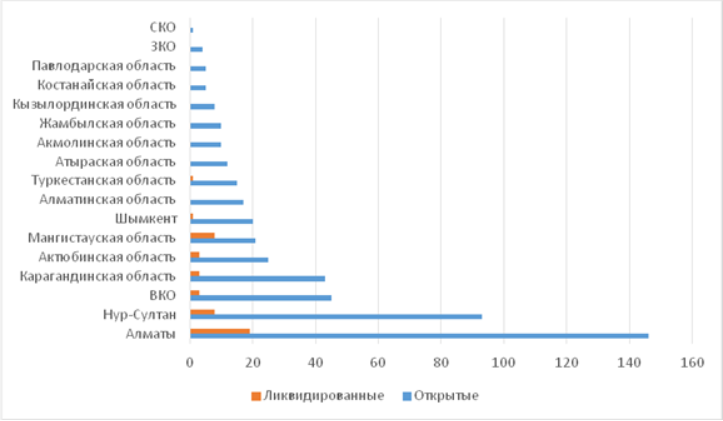 СКО
ЗКО
Павлодарская область
Костанайская область
Кызылординская область
Жамбылская область
Акмолинская область
Атыраская область
Туркестанская область
Алматинская область
Шымкент
Мангистауская область
Актюбинская область
Карагандинская область
ВКО
Нур-Султан
Алматы
0 20 40 60 80 100 120 140 160
Ликвидированные Открытые